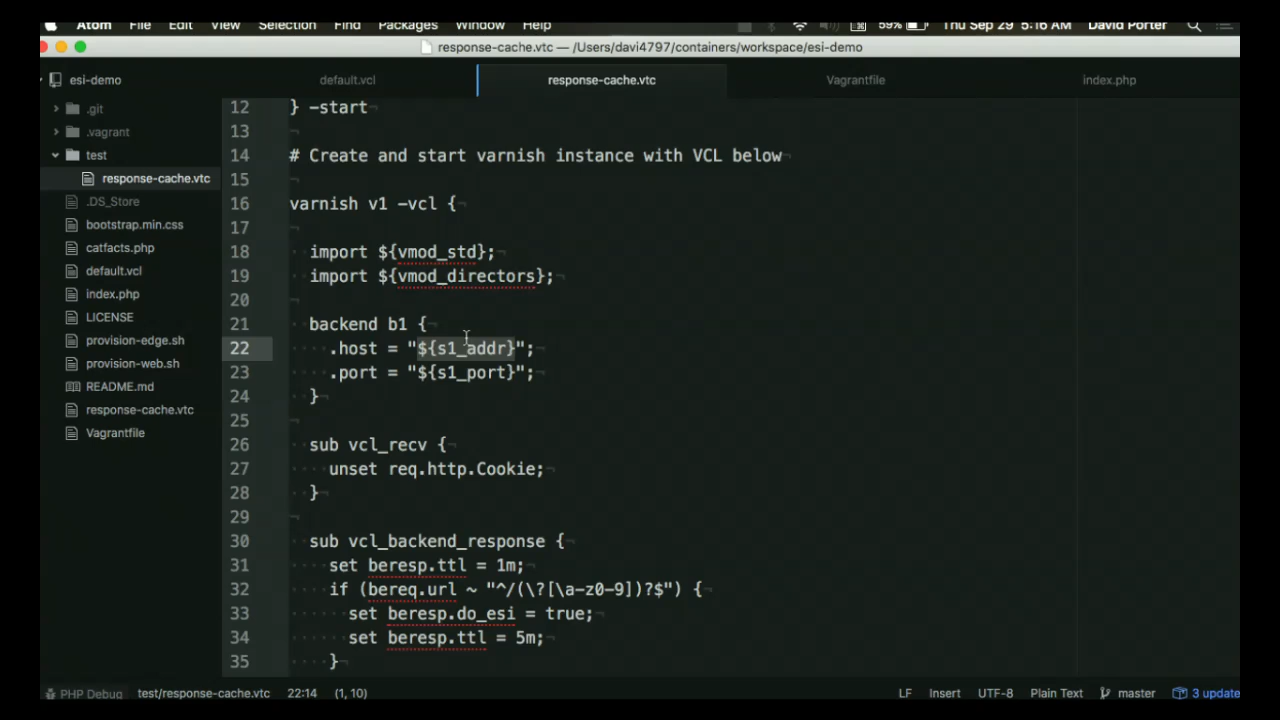 Atom File Edit View Selection Find Packages Window Help 59% Thu Sep 29 5:16 AM David Porter
response-cache.vtc — /Users/davi4797/containers/workspace/esi-demo
esi-demo
default.vcl response-cache.vtc Vagrantfile index.php
.git
.vagrant
test
response-cache.vtc
.DS_Store
bootstrap.min.css
catfacts.php
default.vcl
index.php
LICENSE
provision-edge.sh
provision-web.sh
README.md
response-cache.vtc
Vagrantfile
12 } -start
13
14 # Create and start varnish instance with VCL below
15
16 varnish v1 -vcl {
17
18 import ${vmod_std};
19 import ${vmod_directors};
20
21 backend b1 {
22 .host = "${s1_addr}";
23 .port = "${s1_port}";
24 }
25
26 sub vcl_recv {
27 unset req.http.Cookie;
28 }
29
30 sub vcl_backend_response {
31 set beresp.ttl = 1m;
32 if (bereq.url ~ "^/(\?[\a-z0-9])?$") {
33 set beresp.do_esi = true;
34 set beresp.ttl = 5m;
35 }
PHP Debug test/response-cache.vtc 22:14 (1, 10) LF Insert UTF-8 Plain Text master 3 update